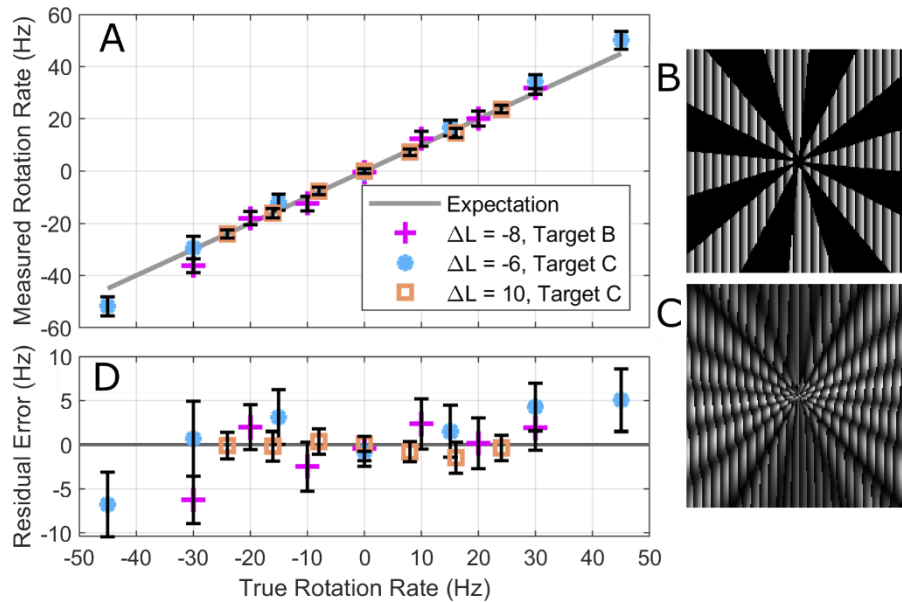 A
Measured Rotation Rate (Hz)
60
40
20
0
-20
-40
-60
Expectation
ΔL = -8, Target B
ΔL = -6, Target C
ΔL = 10, Target C
B
C
D
Residual Error (Hz)
10
5
0
-5
-10
-50 -40 -30 -20 -10 0 10 20 30 40 50
True Rotation Rate (Hz)